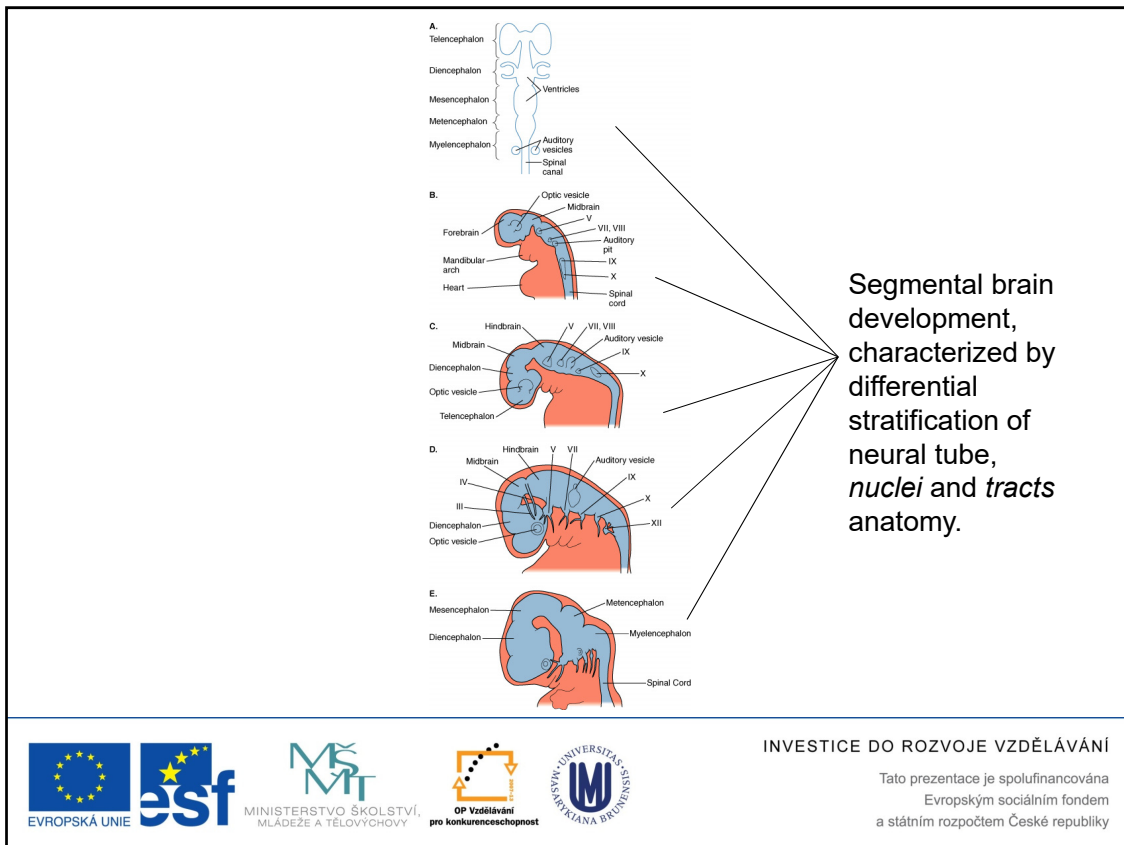 A.
Telencephalon
Diencephalon
Ventricles
Mesencephalon
Metencephalon
Myelencephalon
Auditory
vesicles
Spinal
canal
B.
Optic vesicle
Midbrain
V
Forebrain
VII, VIII
Auditory
pit
Mandibular
arch
IX
X
Heart
Spinal
cord
C.
Hindbrain
V
VII, VIII
Auditory vesicle
Midbrain
IX
Diencephalon
X
Optic vesicle
Telencephalon
D.
Hindbrain
V
VII
Auditory vesicle
Midbrain
IX
IV
X
III
XII
Diencephalon
Optic vesicle
E.
Mesencephalon
Metencephalon
Diencephalon
Myelencephalon
Spinal Cord
Segmental brain
development,
characterized by
differential
stratification of
neural tube,
nuclei and tracts
anatomy.
EVROPSKÁ UNIE
esf
MŠMT
MINISTERSTVO ŠKOLSTVÍ,
MLÁDEŽE A TĚLOVÝCHOVY
2007-13
OP Vzdělávání
pro konkurenceschopnost
UNIVERSITAS
MASARYKIANA BRUNENSIS
INVESTICE DO ROZVOJE VZDĚLÁVÁNÍ
Tato prezentace je spolufinancována
Evropským sociálním fondem
a státním rozpočtem České republiky